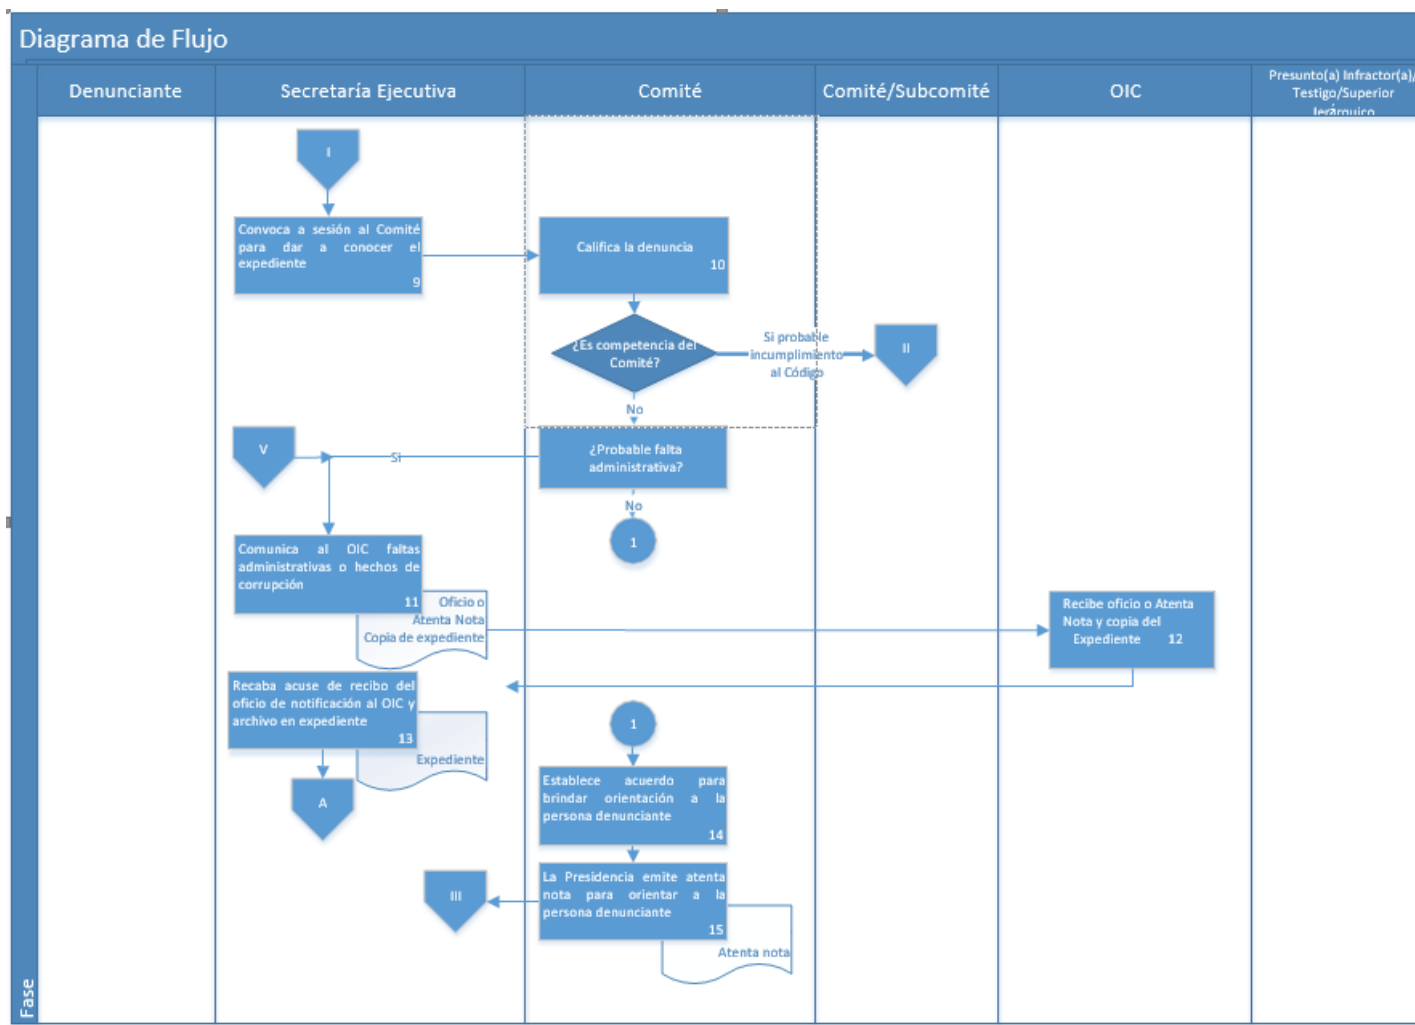 Diagrama de Flujo
Denunciante
Secretaría Ejecutiva
Comité
Comité/Subcomité
OIC
Presunto(a) Infractor(a)/
Testigo/Superior
Jerárquico
I
Convoca a sesión al Comité
para dar a conocer el
expediente
9
Califica la denuncia
10
¿Es competencia del
Comité?
Si probable
incumplimiento
al Código
II
No
V
Si
¿Probable falta
administrativa?
No
1
Comunica al OIC faltas
administrativas o hechos de
corrupción
11
Oficio o
Atenta Nota
Copia de expediente
Recibe oficio o Atenta
Nota y copia del
Expediente 12
Recaba acuse de recibo del
oficio de notificación al OIC y
archivo en expediente
13
Expediente
A
1
Establece acuerdo para
brindar orientación a la
persona denunciante
14
La Presidencia emite atenta
nota para orientar a la
persona denunciante
15
III
Atenta nota
Fase